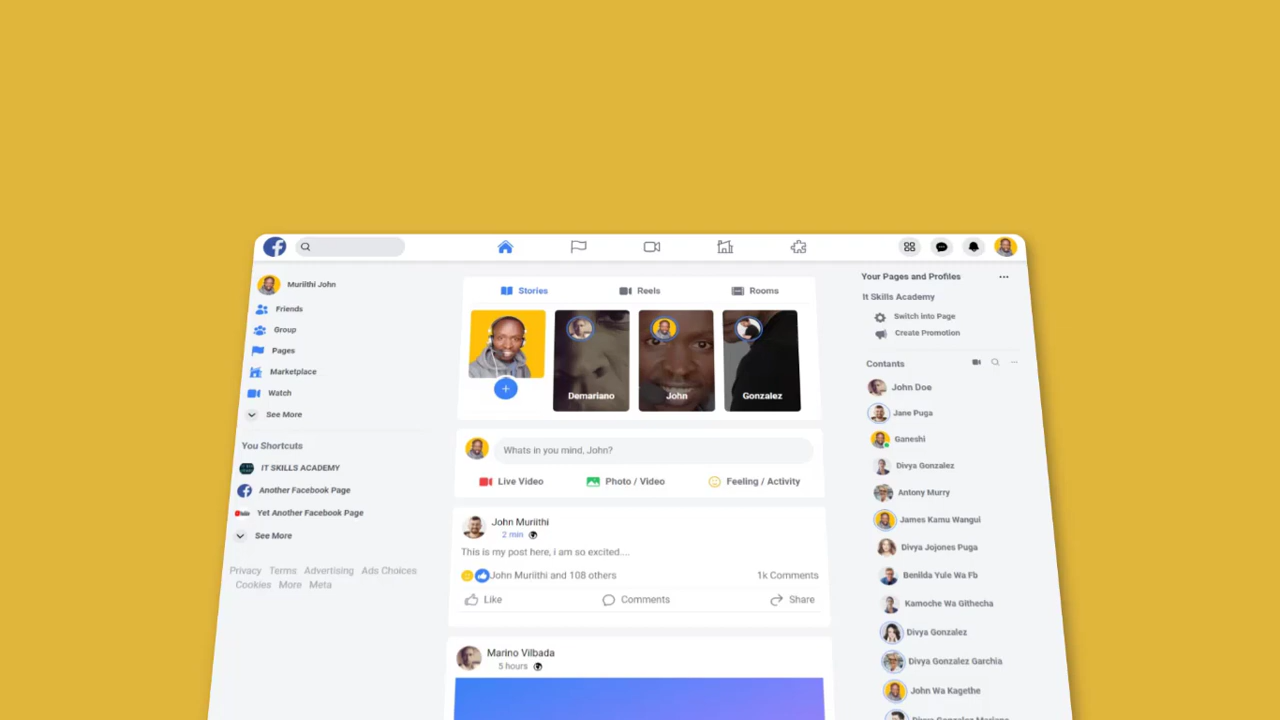 Muriithi John
Friends
Group
Pages
Marketplace
Watch
See More
You Shortcuts
IT SKILLS ACADEMY
Another Facebook Page
Yet Another Facebook Page
See More
Privacy Terms Advertising Ads Choices
Cookies More Meta
Stories Reels Rooms
Demariano John Gonzalez
Whats in you mind, John?
Live Video Photo / Video Feeling / Activity
John Muriithi
2 min
This is my post here, i am so excited....
John Muriithi and 108 others 1k Comments
Like Comments Share
Marino Vilbada
5 hours
Your Pages and Profiles
It Skills Academy
Switch into Page
Create Promotion
Contants
John Doe
Jane Puga
Ganeshi
Divya Gonzalez
Antony Murry
James Kamu Wangui
Divya Jojones Puga
Benilda Yule Wa Fb
Kamoche Wa Githecha
Divya Gonzalez
Divya Gonzalez Garchia
John Wa Kagethe
Divya Gonzalez